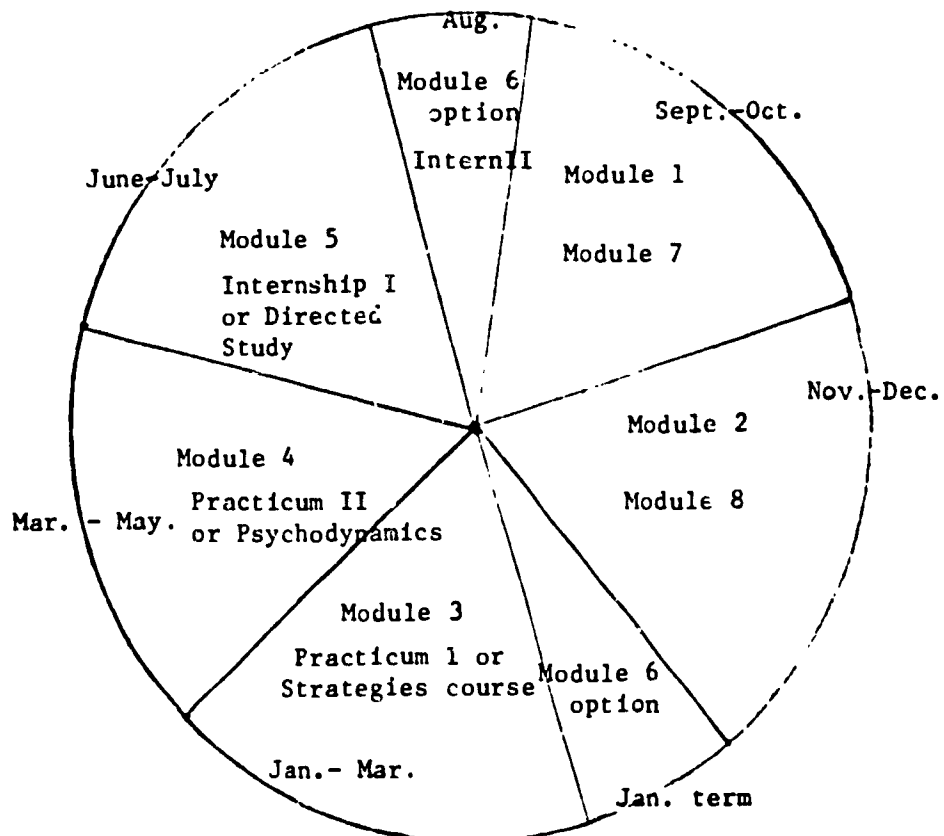 Aug.
Module 6
option
InternII
Sept.-Oct.
Module 1
Module 7
June-July
Module 5
Internship I
or Directed
Study
Nov.-Dec.
Module 2
Module 8
Module 4
Practicum II
or Psychodynamics
Mar. - May.
Module 3
Practicum 1 or
Strategies course
Module 6
option
Jan.- Mar.
Jan. term